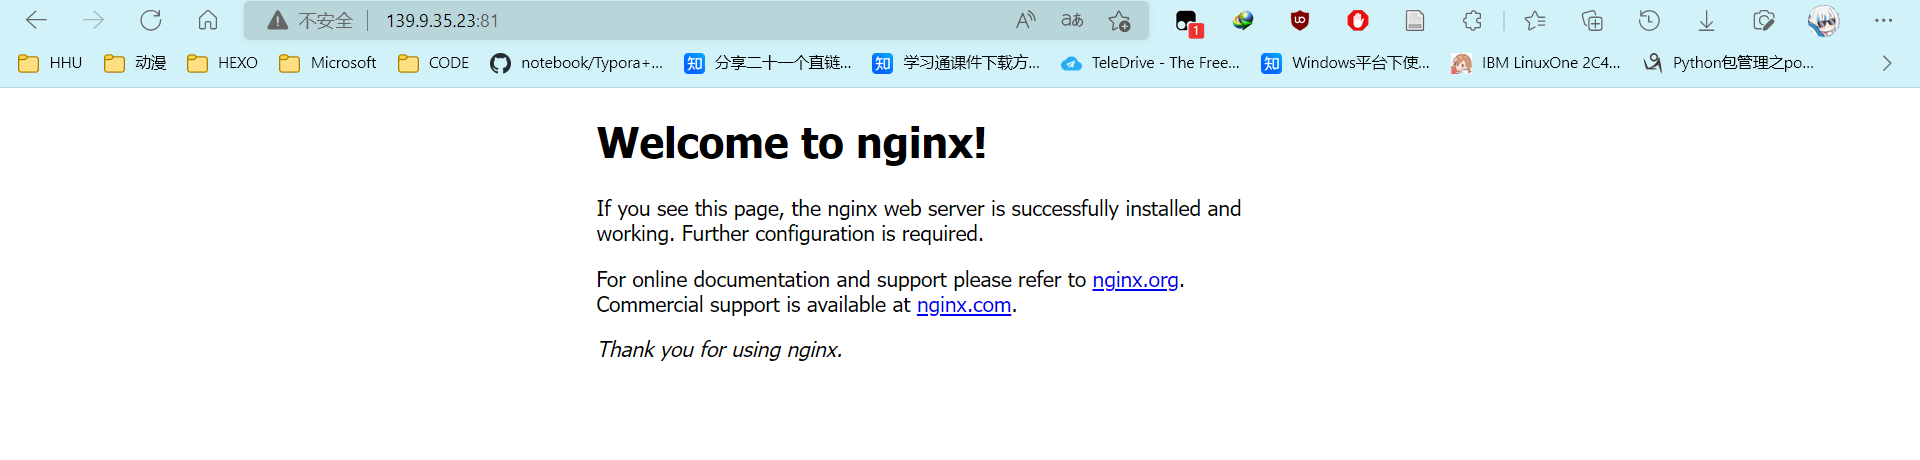 不安全 139.9.35.23:81
1
HHU 动漫 HEXO Microsoft CODE notebook/Typora+... 分享二十一个直链... 学习通课件下载方... TeleDrive - The Free... Windows平台下使... IBM LinuxOne 2C4... Python包管理之po...
Welcome to nginx!
If you see this page, the nginx web server is successfully installed and
working. Further configuration is required.
For online documentation and support please refer to nginx.org.
Commercial support is available at nginx.com.
Thank you for using nginx.